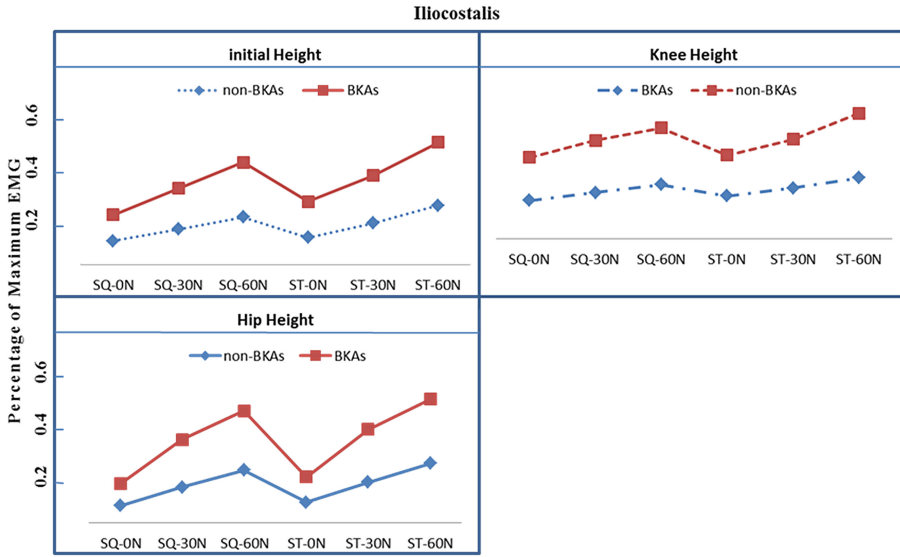 Iliocostalis
initial Height
non-BKAs BKAs
0.6
0.4
0.2
SQ-0N SQ-30N SQ-60N ST-0N ST-30N ST-60N
Knee Height
BKAs non-BKAs
SQ-0N SQ-30N SQ-60N ST-0N ST-30N ST-60N
Percentage of Maximum EMG
Hip Height
non-BKAs BKAs
0.6
0.4
0.2
SQ-0N SQ-30N SQ-60N ST-0N ST-30N ST-60N